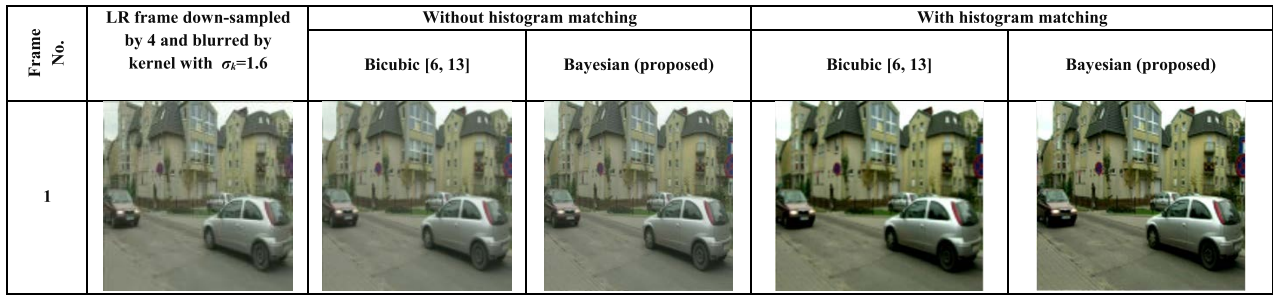 Frame No.
LR frame down-sampled
by 4 and blurred by
kernel with σk=1.6
Without histogram matching
With histogram matching
Bicubic [6, 13]
Bayesian (proposed)
Bicubic [6, 13]
Bayesian (proposed)
1